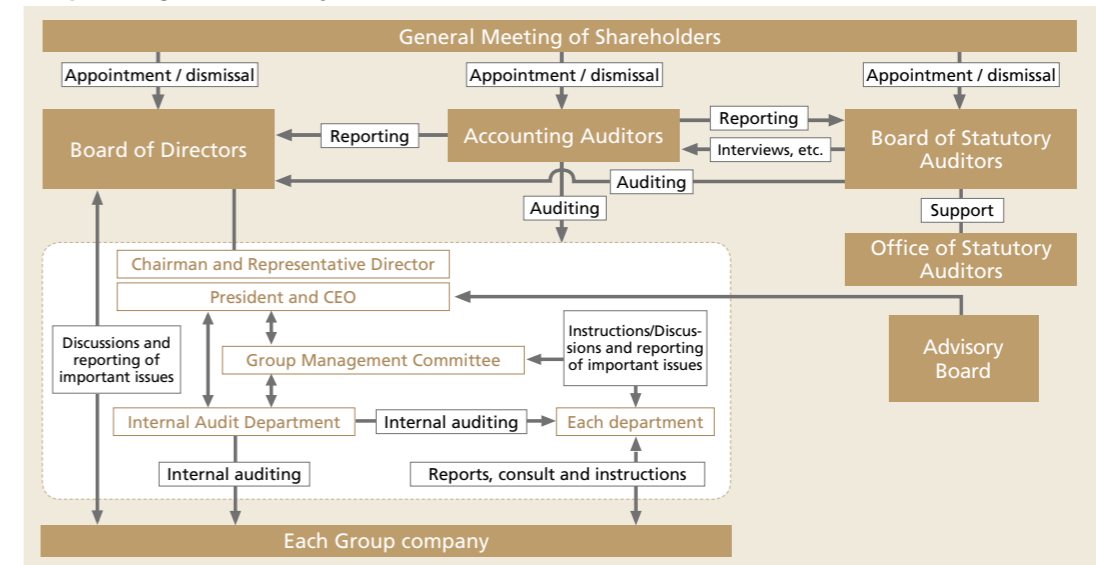 General Meeting of Shareholders
Appointment / dismissal
Appointment / dismissal
Appointment / dismissal
Board of Directors
Reporting
Accounting Auditors
Reporting
Interviews, etc.
Board of Statutory
Auditors
Auditing
Auditing
Support
Office of Statutory
Auditors
Chairman and Representative Director
President and CEO
Discussions and
reporting of
important issues
Group Management Committee
Instructions/Discus-
sions and reporting
of important issues
Advisory
Board
Internal Audit Department
Internal auditing
Each department
Internal auditing
Reports, consult and instructions
Each Group company